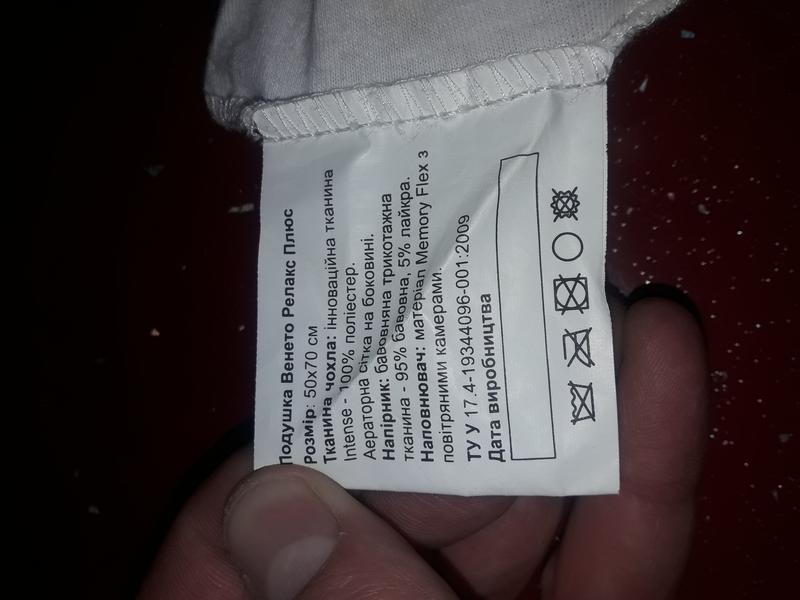 Подушка Венето Релакс Плюс
Розмір: 50х70 см
Тканина чохла: інноваційна тканина
Intense - 100% поліестер.
Аераторна сітка на боковині.
Напірник: бавовняна трикотажна
тканина - 95% бавовна, 5% лайкра.
Наповнювач: матеріал Memory Flex з
повітряними камерами.
ТУ У 17.4-19344096-001:2009
Дата виробництва